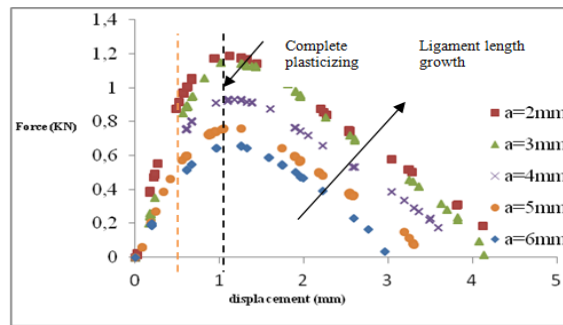 1,4
1,2
1
0,8
0,6
0,4
0,2
0
Force (KN)
Complete
plasticizing
Ligament length
growth
a=2mm
a=3mm
a=4mm
a=5mm
a=6mm
0 1 2 3 4 5
displacement (mm)